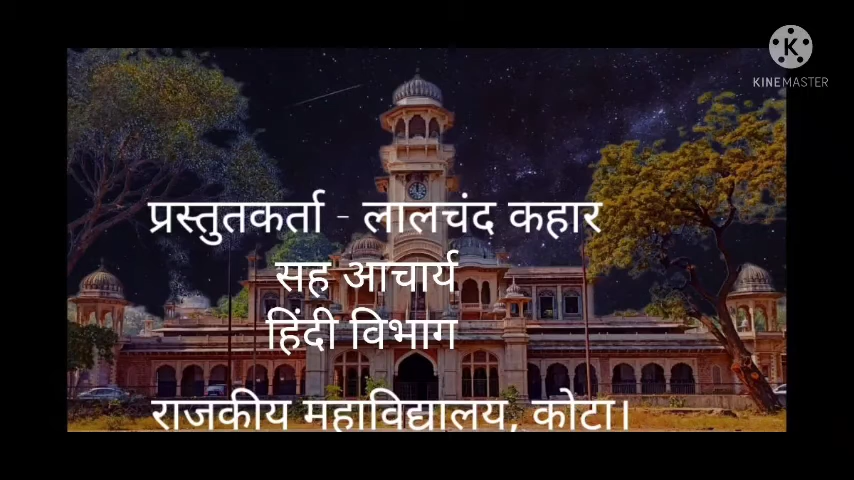 KINEMASTER
प्रस्तुतकर्ता - लालचंद कहार
सह आचार्य
हिंदी विभाग
राजकीय महाविद्यालय, कोटा।